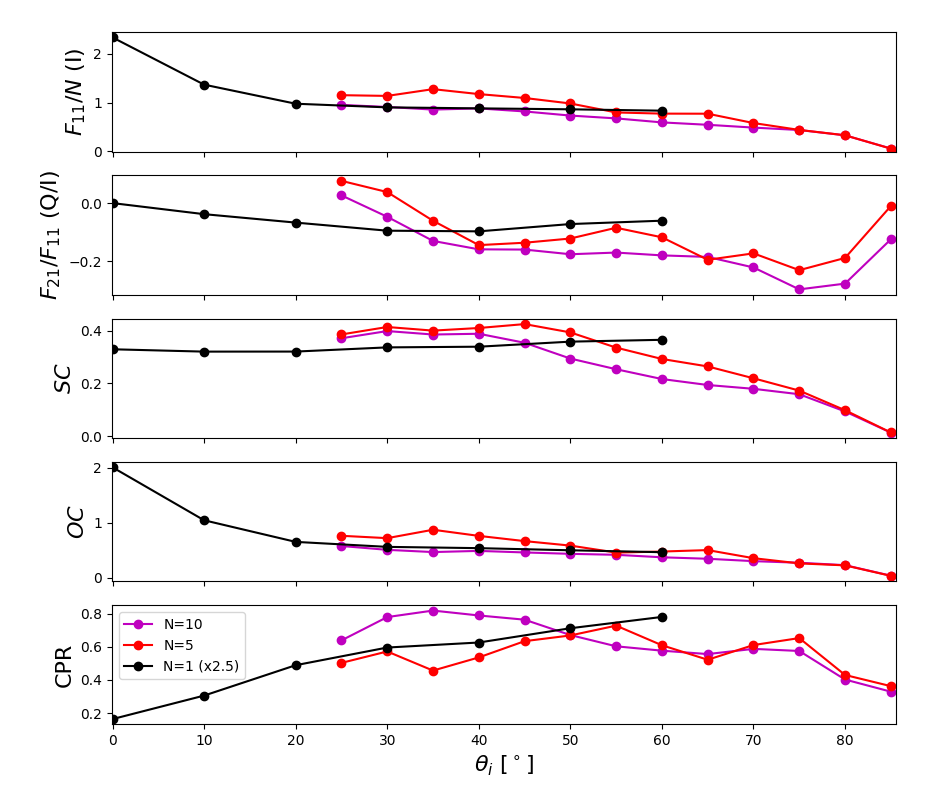 F₁₁/N (I)
2
1
0
F₂₁/F₁₁ (Q/I)
0.0
−0.2
SC
0.4
0.2
0.0
OC
2
1
0
CPR
0.8
0.6
0.4
0.2
N=10
N=5
N=1 (x2.5)
0 10 20 30 40 50 60 70 80
θᵢ [°]